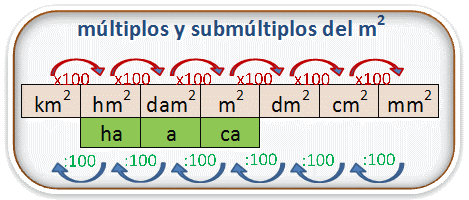 múltiplos y submúltiplos del m²
x100 x100 x100 x100 x100 x100
km² hm² dam² m² dm² cm² mm²
ha a ca
:100 :100 :100 :100 :100 :100